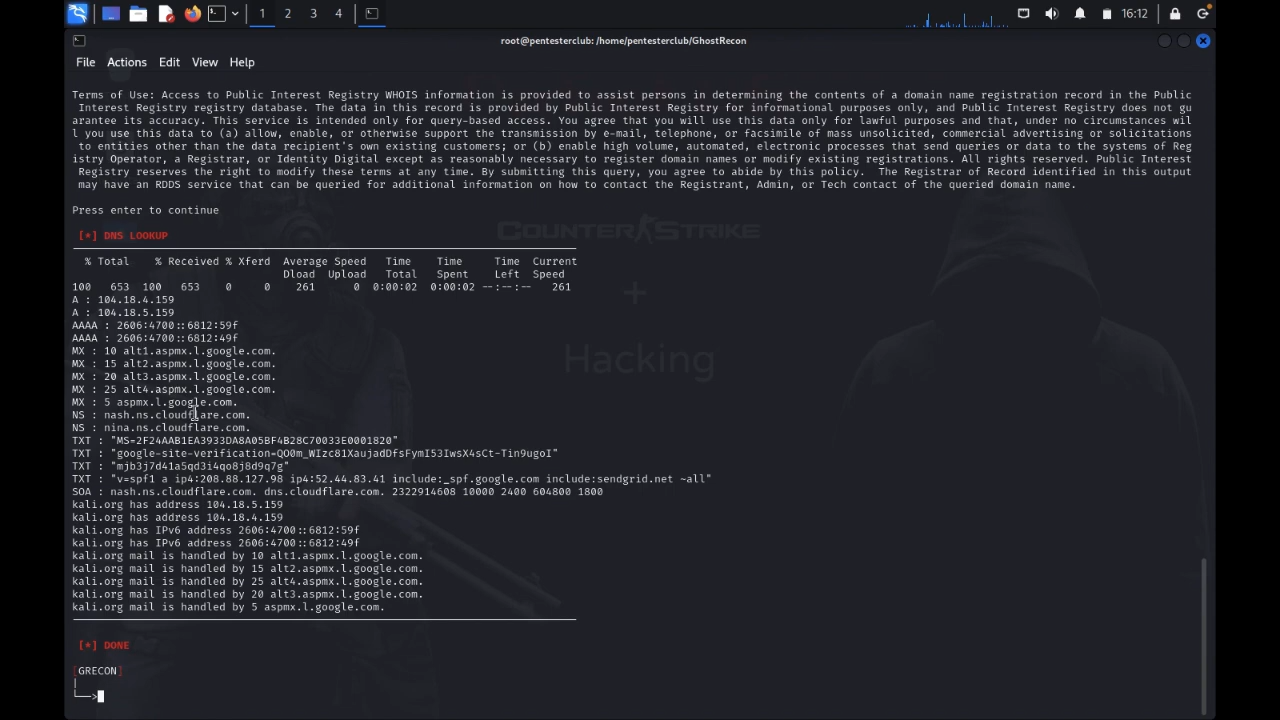 1 2 3 4
16:12
root@pentesterclub: /home/pentesterclub/GhostRecon
File Actions Edit View Help
Terms of Use: Access to Public Interest Registry WHOIS information is provided to assist persons in determining the contents of a domain name registration record in the Public
Interest Registry registry database. The data in this record is provided by Public Interest Registry for informational purposes only, and Public Interest Registry does not gu
arantee its accuracy. This service is intended only for query-based access. You agree that you will use this data only for lawful purposes and that, under no circumstances wil
l you use this data to (a) allow, enable, or otherwise support the transmission by e-mail, telephone, or facsimile of mass unsolicited, commercial advertising or solicitations
to entities other than the data recipient's own existing customers; or (b) enable high volume, automated, electronic processes that send queries or data to the systems of Reg
istry Operator, a Registrar, or Identity Digital except as reasonably necessary to register domain names or modify existing registrations. All rights reserved. Public Interest
Registry reserves the right to modify these terms at any time. By submitting this query, you agree to abide by this policy. The Registrar of Record identified in this output
may have an RDDS service that can be queried for additional information on how to contact the Registrant, Admin, or Tech contact of the queried domain name.
Press enter to continue
Counter Strike
[*] DNS LOOKUP
% Total % Received % Xferd Average Speed Time Time Time Current
Dload Upload Total Spent Left Speed
100 653 100 653 0 0 261 0 0:00:02 0:00:02 --:--:-- 261
A : 104.18.4.159
A : 104.18.5.159
AAAA : 2606:4700::6812:59f
AAAA : 2606:4700::6812:49f
MX : 10 alt1.aspmx.l.google.com.
+
Hacking
MX : 15 alt2.aspmx.l.google.com.
MX : 20 alt3.aspmx.l.google.com.
MX : 25 alt4.aspmx.l.google.com.
MX : 5 aspmx.l.google.com.
NS : nash.ns.cloudflare.com.
NS : nina.ns.cloudflare.com.
TXT : "MS=2F24AAB1EA3933DA8A05BF4B28C70033E0001820"
TXT : "google-site-verification=QO0m_WIzc81XaujadDfsFymI53IwsX4sCt-Tin9ugoI"
TXT : "mjb3j7d41a5qd3i4qo8j8d9q7g"
TXT : "v=spf1 a ip4:208.88.127.98 ip4:52.44.83.41 include:_spf.google.com include:sendgrid.net ~all"
SOA : nash.ns.cloudflare.com. dns.cloudflare.com. 2322914608 10000 2400 604800 1800
kali.org has address 104.18.5.159
kali.org has address 104.18.4.159
kali.org has IPv6 address 2606:4700::6812:59f
kali.org has IPv6 address 2606:4700::6812:49f
kali.org mail is handled by 10 alt1.aspmx.l.google.com.
kali.org mail is handled by 15 alt2.aspmx.l.google.com.
kali.org mail is handled by 25 alt4.aspmx.l.google.com.
kali.org mail is handled by 20 alt3.aspmx.l.google.com.
kali.org mail is handled by 5 aspmx.l.google.com.
[*] DONE
[GRECON]
└──>